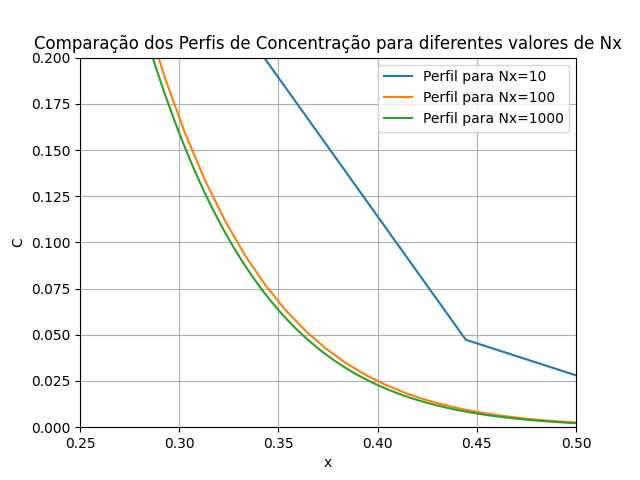 Comparação dos Perfis de Concentração para diferentes valores de Nx
Perfil para Nx=10
Perfil para Nx=100
Perfil para Nx=1000
C
0.200
0.175
0.150
0.125
0.100
0.075
0.050
0.025
0.000
0.25 0.30 0.35 0.40 0.45 0.50
x